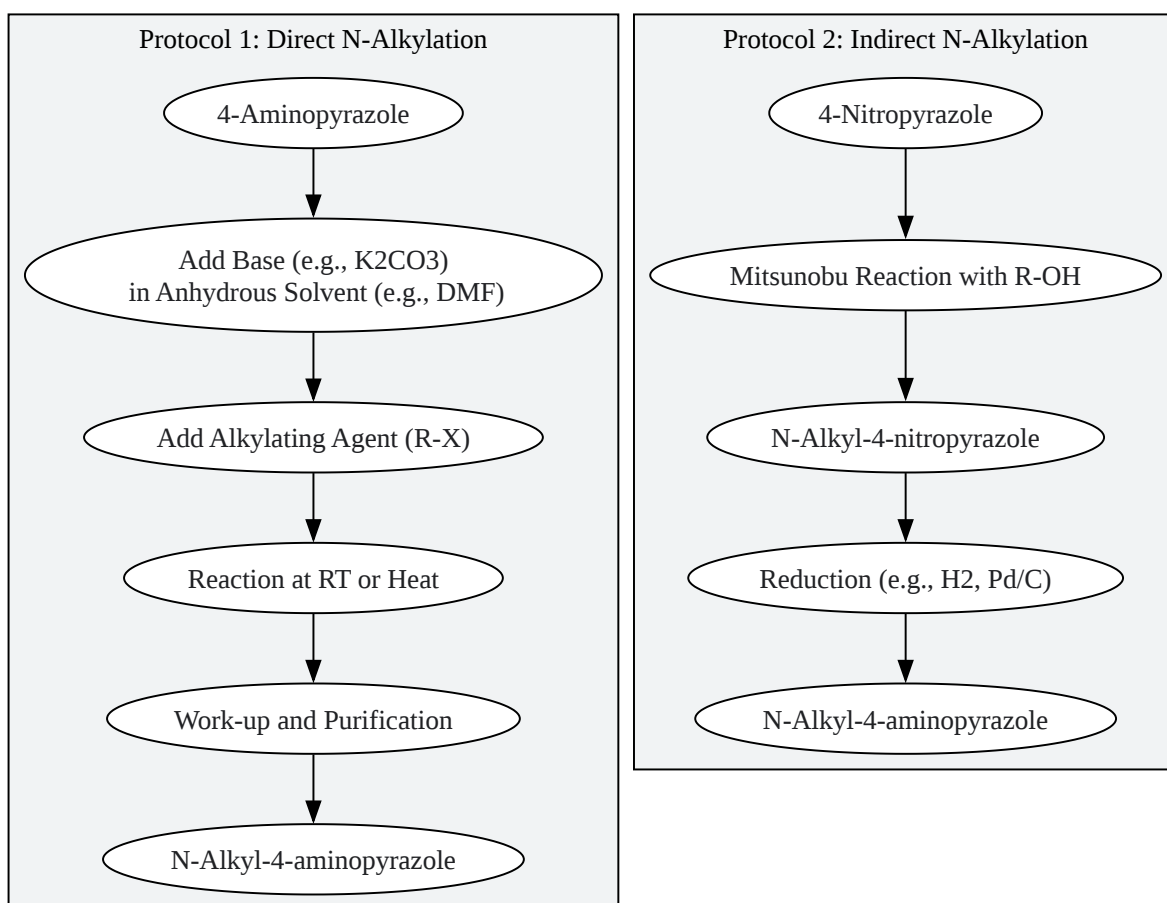 Protocol 1: Direct N-Alkylation
4-Aminopyrazole
Add Base (e.g., K2CO3)
in Anhydrous Solvent (e.g., DMF)
Add Alkylating Agent (R-X)
Reaction at RT or Heat
Work-up and Purification
N-Alkyl-4-aminopyrazole
Protocol 2: Indirect N-Alkylation
4-Nitropyrazole
Mitsunobu Reaction with R-OH
N-Alkyl-4-nitropyrazole
Reduction (e.g., H2, Pd/C)
N-Alkyl-4-aminopyrazole